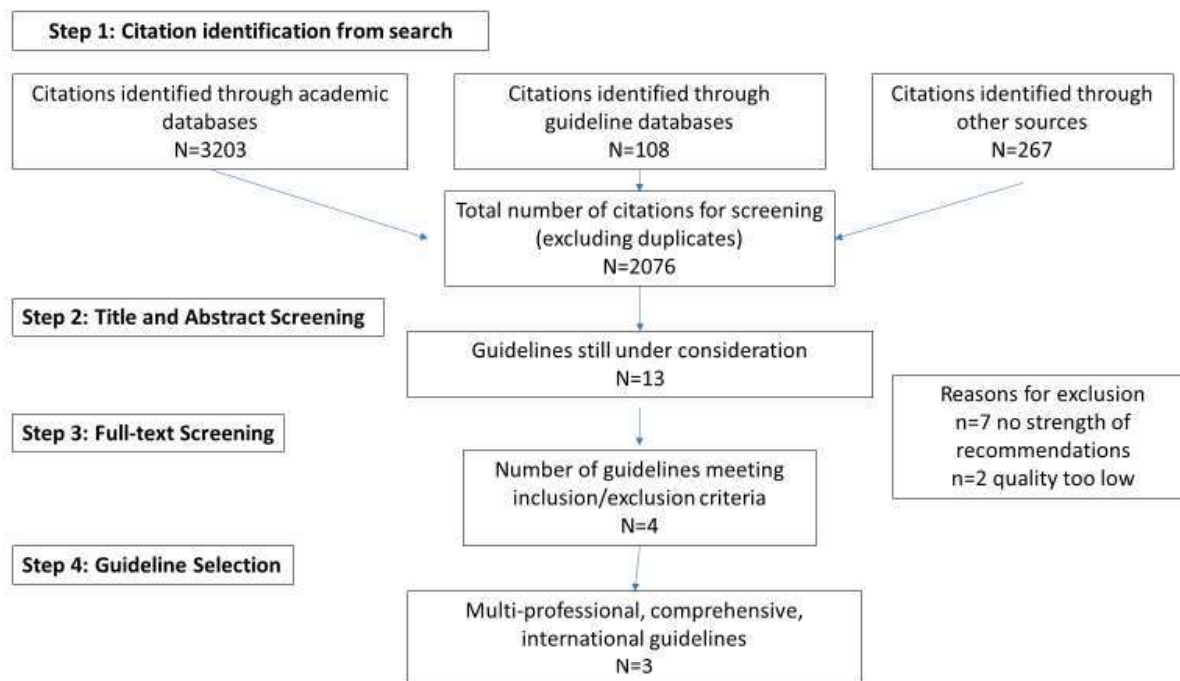 Step 1: Citation identification from search
Citations identified through academic
databases
N=3203
Citations identified through
guideline databases
N=108
Citations identified through
other sources
N=267
Total number of citations for screening
(excluding duplicates)
N=2076
Step 2: Title and Abstract Screening
Guidelines still under consideration
N=13
Reasons for exclusion
n=7 no strength of
recommendations
n=2 quality too low
Step 3: Full-text Screening
Number of guidelines meeting
inclusion/exclusion criteria
N=4
Step 4: Guideline Selection
Multi-professional, comprehensive,
international guidelines
N=3